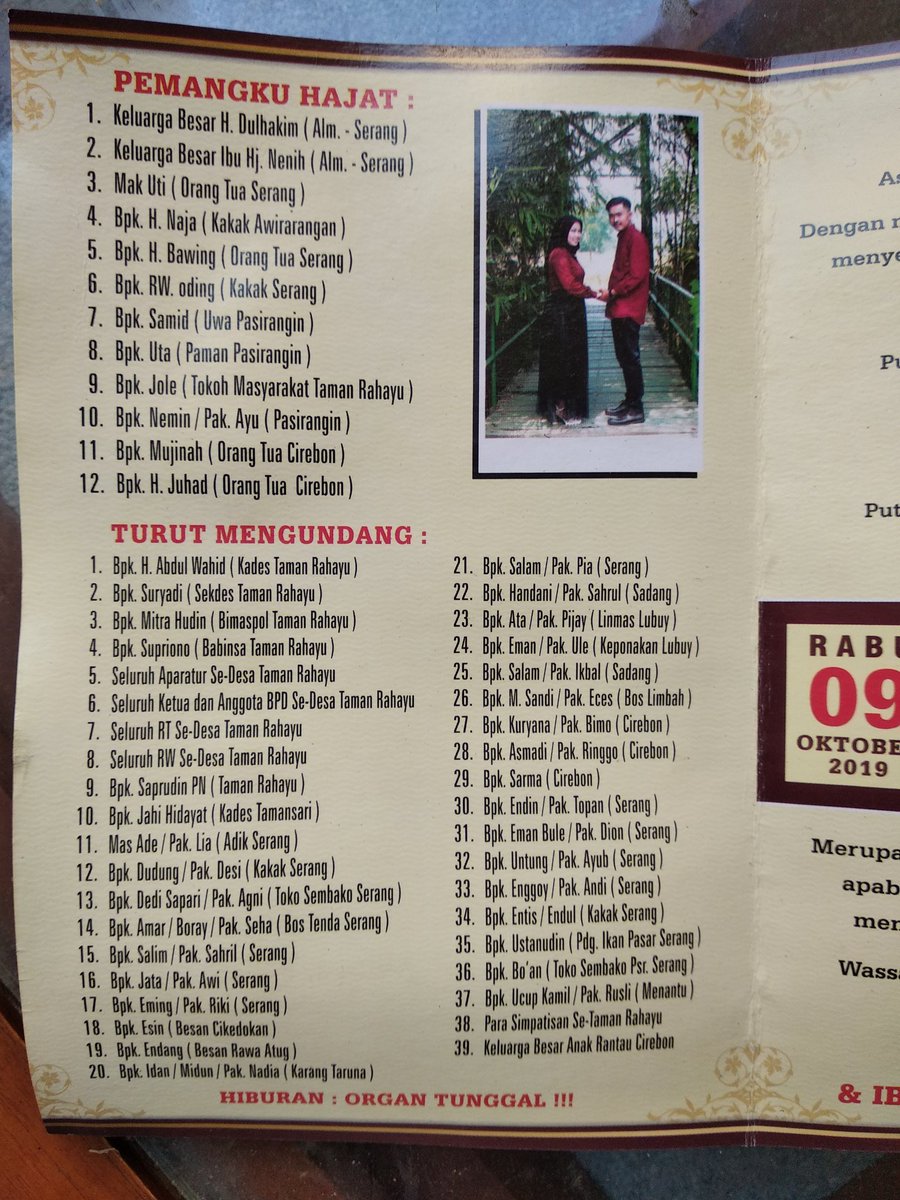 PEMANGKU HAJAT :
1. Keluarga Besar H. Dulhakim ( Alm. - Serang )
2. Keluarga Besar Ibu Hj. Nenih ( Alm. - Serang )
3. Mak Uti ( Orang Tua Serang )
4. Bpk. H. Naja ( Kakak Awirarangan )
5. Bpk. H. Bawing ( Orang Tua Serang )
6. Bpk. RW. oding ( Kakak Serang )
7. Bpk. Samid ( Uwa Pasirangin )
8. Bpk. Uta ( Paman Pasirangin )
9. Bpk. Jole ( Tokoh Masyarakat Taman Rahayu )
10. Bpk. Nemin / Pak. Ayu ( Pasirangin )
11. Bpk. Mujinah ( Orang Tua Cirebon )
12. Bpk. H. Juhad ( Orang Tua Cirebon )
TURUT MENGUNDANG :
1. Bpk. H. Abdul Wahid ( Kades Taman Rahayu )
2. Bpk. Suryadi ( Sekdes Taman Rahayu )
3. Bpk. Mitra Hudin ( Bimaspol Taman Rahayu )
4. Bpk. Supriono ( Babinsa Taman Rahayu )
5. Seluruh Aparatur Se-Desa Taman Rahayu
6. Seluruh Ketua dan Anggota BPD Se-Desa Taman Rahayu
7. Seluruh RT Se-Desa Taman Rahayu
8. Seluruh RW Se-Desa Taman Rahayu
9. Bpk. Saprudin PN ( Taman Rahayu )
10. Bpk. Jahi Hidayat ( Kades Tamansari )
11. Mas Ade / Pak. Lia ( Adik Serang )
12. Bpk. Dudung / Pak. Desi ( Kakak Serang )
13. Bpk. Dedi Sapari / Pak. Agni ( Toko Sembako Serang )
14. Bpk. Amar / Boray / Pak. Seha ( Bos Tenda Serang )
15. Bpk. Salim / Pak. Sahril ( Serang )
16. Bpk. Jata / Pak. Awi ( Serang )
17. Bpk. Eming / Pak. Riki ( Serang )
18. Bpk. Esin ( Besan Cikedokan )
19. Bpk. Endang ( Besan Rawa Atug )
20. Bpk. Idan / Midun / Pak. Nadia ( Karang Taruna )
21. Bpk. Salam / Pak. Pia ( Serang )
22. Bpk. Handani / Pak. Sahrul ( Sadang )
23. Bpk. Ata / Pak. Pijay ( Linmas Lubuy )
24. Bpk. Eman / Pak. Ule ( Keponakan Lubuy )
25. Bpk. Salam / Pak. Ikbal ( Sadang )
26. Bpk. M. Sandi / Pak. Eces ( Bos Limbah )
27. Bpk. Kuryana / Pak. Bimo ( Cirebon )
28. Bpk. Asmadi / Pak. Ringgo ( Cirebon )
29. Bpk. Sarma ( Cirebon )
30. Bpk. Endin / Pak. Topan ( Serang )
31. Bpk. Eman Bule / Pak. Dion ( Serang )
32. Bpk. Untung / Pak. Ayub ( Serang )
33. Bpk. Enggoy / Pak. Andi ( Serang )
34. Bpk. Entis / Endul ( Kakak Serang )
35. Bpk. Ustanudin ( Pdg. Ikan Pasar Serang )
36. Bpk. Bo'an ( Toko Sembako Psr. Serang )
37. Bpk. Ucup Kamil / Pak. Rusli ( Menantu )
38. Para Simpatisan Se-Taman Rahayu
39. Keluarga Besar Anak Rantau Cirebon
HIBURAN : ORGAN TUNGGAL !!!
As
Dengan
menye
Pu
Put
RABU
09
OKTOBE
2019
Merupa
apab
men
Wassa
& IB